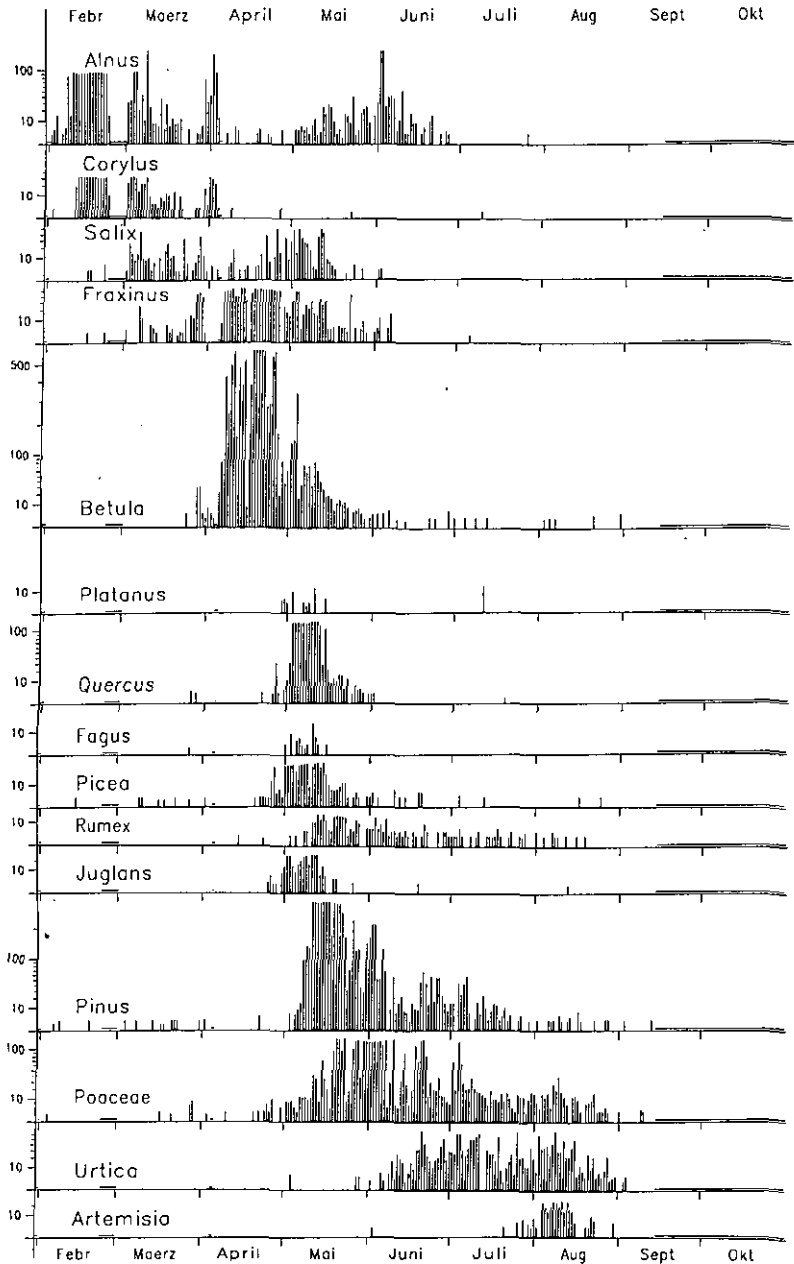 Febr Maerz April Mai Juni Juli Aug Sept Okt
Alnus
100
10
Corylus
10
Salix
10
Fraxinus
10
500
100
10
Betula
Platanus
10
100
Quercus
10
Fagus
10
Picea
10
Rumex
10
Juglans
10
100
Pinus
10
100
Poaceae
10
Urtica
10
Artemisia
10
Febr Maerz April Mai Juni Juli Aug Sept Okt